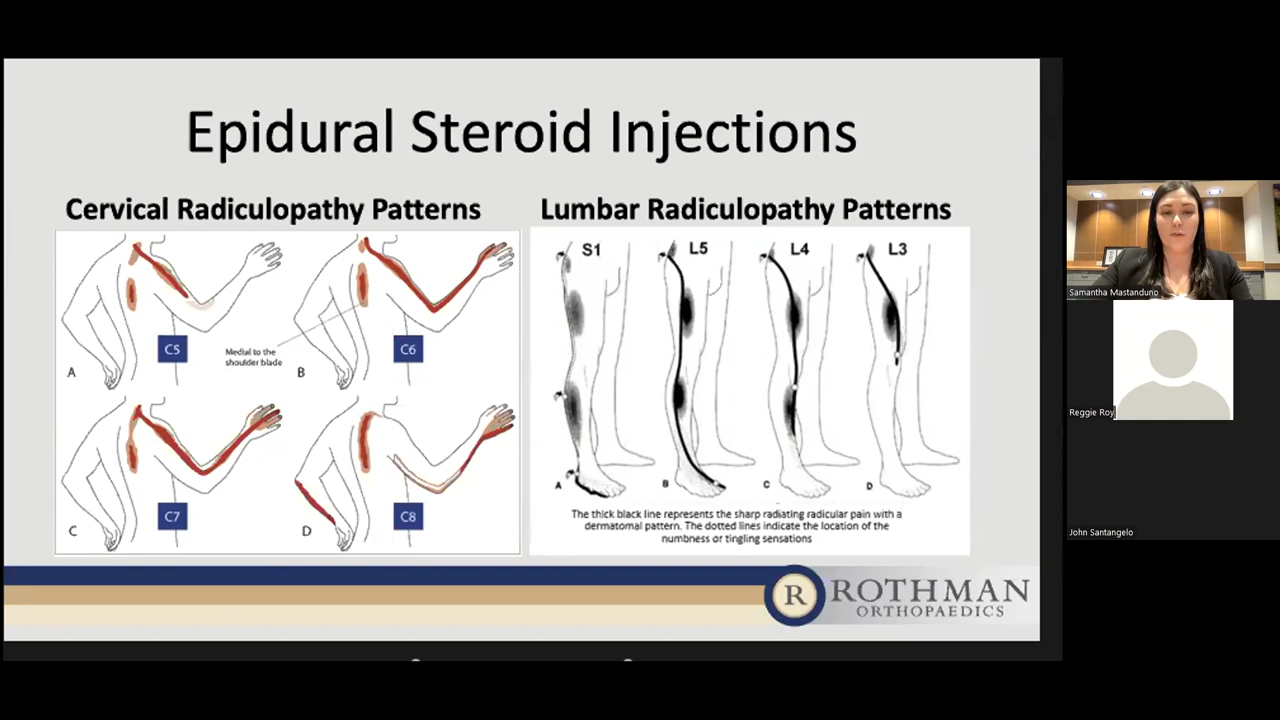 Epidural Steroid Injections
Cervical Radiculopathy Patterns
Lumbar Radiculopathy Patterns
C5
Medial to the
shoulder blade
C6
A
B
C7
C8
C
D
S1
L5
L4
L3
A
B
C
D
The thick black line represents the sharp radiating radicular pain with a
dermatomal pattern. The dotted lines indicate the location of the
numbness or tingling sensations
R
ROTHMAN
ORTHOPAEDICS
Samantha Mastanduno
Reggie Roy
John Santangelo